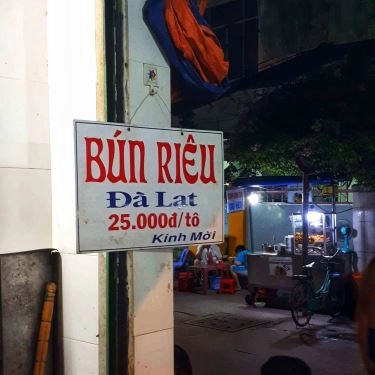 BÚN RIÊU
Đà Lạt
25.000đ/tô
Kính Mời